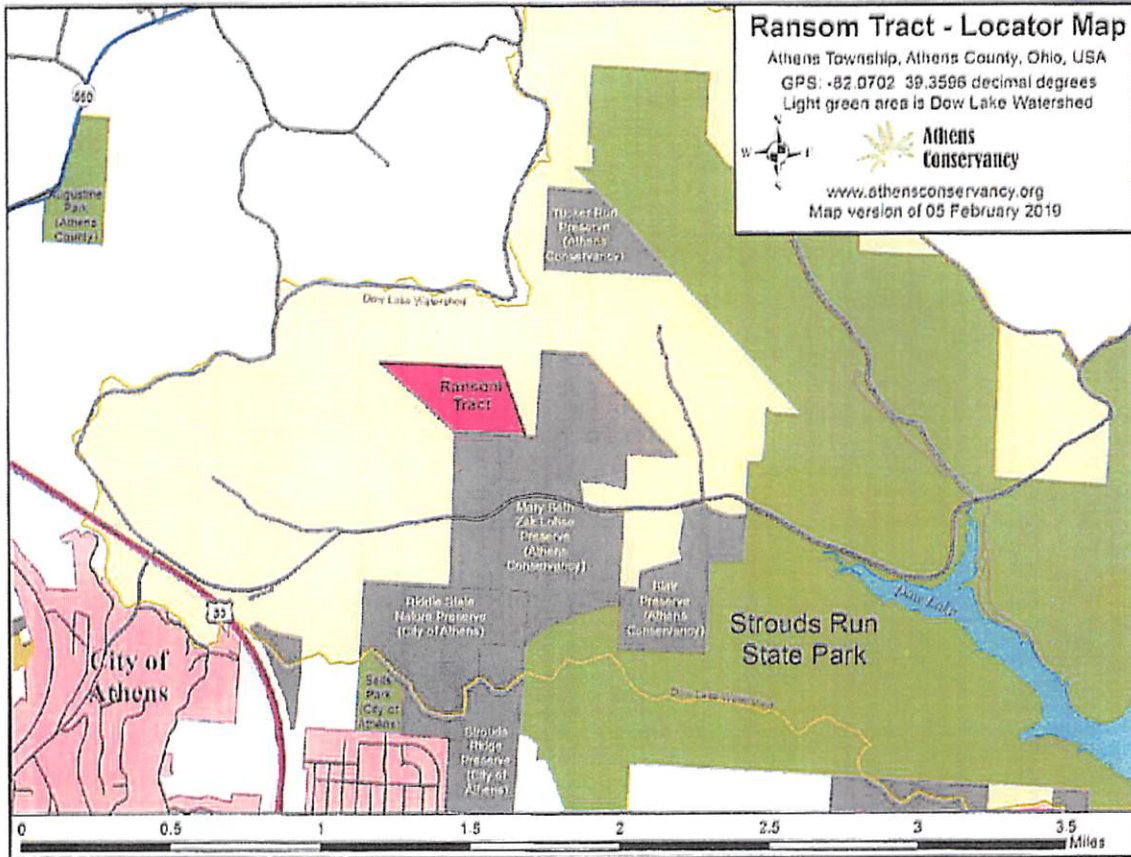 Ransom Tract - Locator Map
Athens Township, Athens County, Ohio, USA
GPS: -82.0702 39.3596 decimal degrees
Light green area is Dow Lake Watershed
N
W
E
S
Athens
Conservancy
www.athensconservancy.org
Map version of 05 February 2019
550
Augustine
Park
(Athens
County)
Tucker Run
Preserve
(Athens
Conservancy)
Dow Lake Watershed
Ransom
Tract
Mary Beth
Zak Lohse
Preserve
(Athens
Conservancy)
Riddle State
Nature Preserve
(City of Athens)
Blair
Preserve
(Athens
Conservancy)
Dow Lake
Strouds Run
State Park
33
City of
Athens
Sells
Park
(City of
Athens)
Dow Lake Watershed
Strouds
Ridge
Preserve
(City of
Athens)
0 0.5 1 1.5 2 2.5 3 3.5
Miles